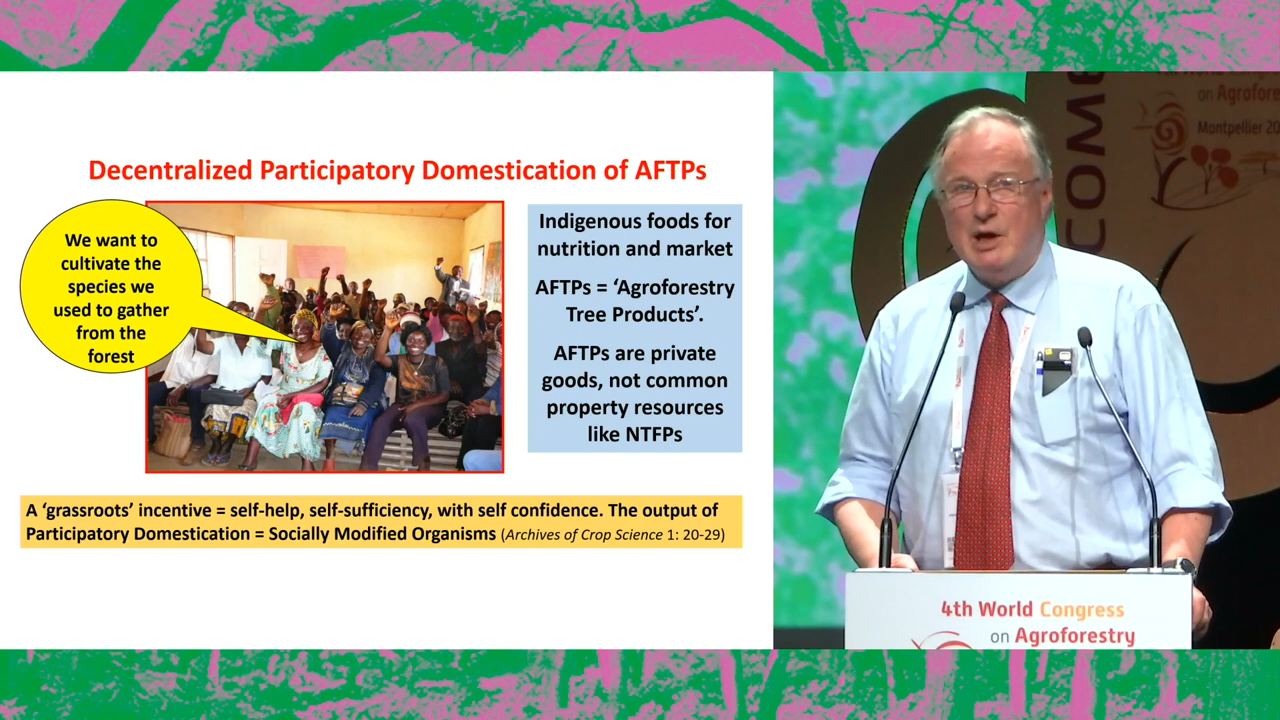 Decentralized Participatory Domestication of AFTPs
We want to
cultivate the
species we
used to gather
from the
forest
Indigenous foods for
nutrition and market
AFTPs = ‘Agroforestry
Tree Products’.
AFTPs are private
goods, not common
property resources
like NTFPs
A ‘grassroots’ incentive = self-help, self-sufficiency, with self confidence. The output of
Participatory Domestication = Socially Modified Organisms (Archives of Crop Science 1: 20-29)
COME
World
on Agrofore
Montpellier 20
4th World Congress
on Agroforestry